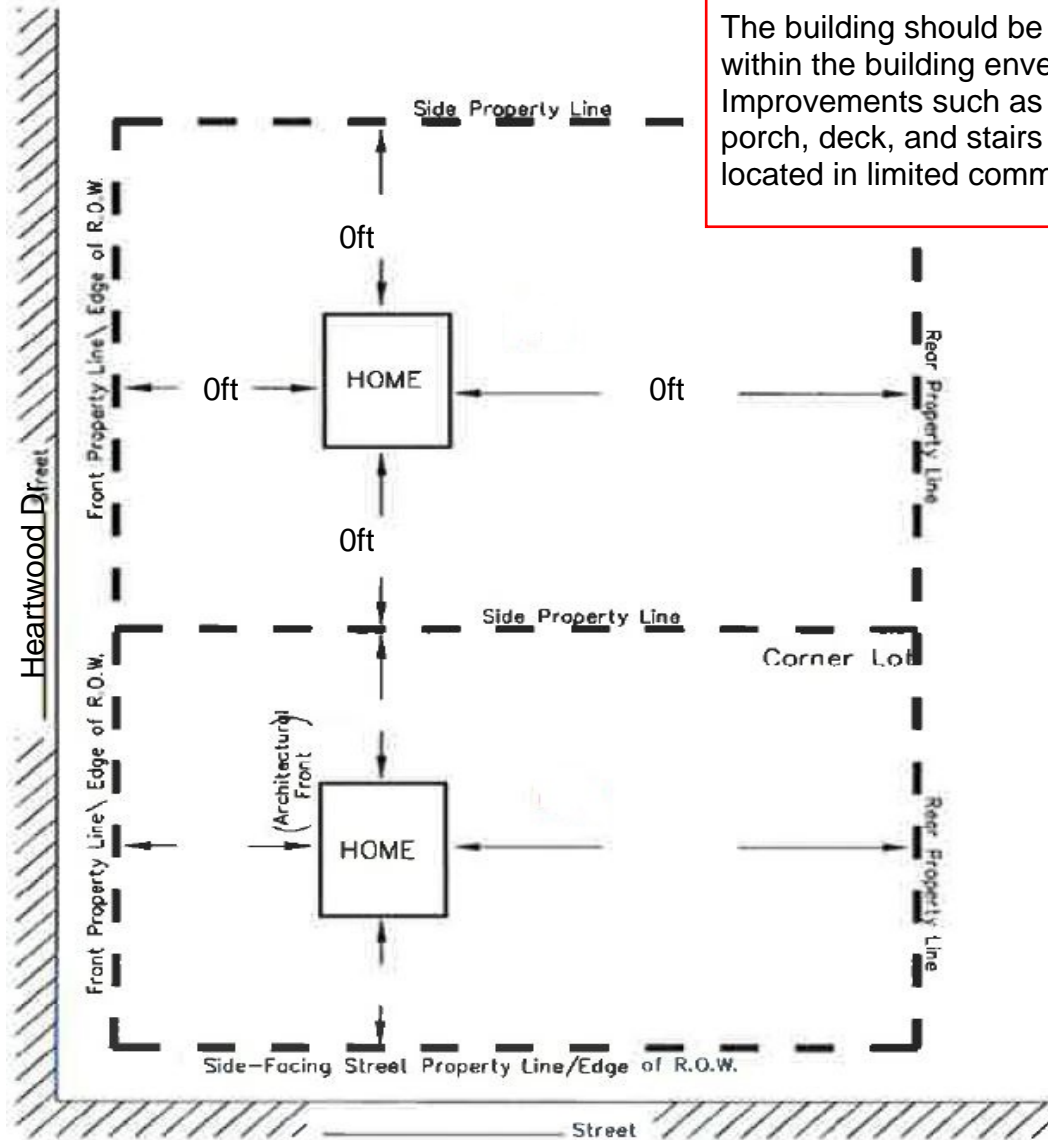 The building should be
within the building enve
Improvements such as
porch, deck, and stairs
located in limited comm
Side Property Line
Front Property Line\ Edge of R.O.W.
0ft
0ft
HOME
0ft
Rear Property Line
0ft
Heartwood Dr
Street
Side Property Line
Corner Lot
Front Property Line\ Edge of R.O.W.
(Architectural
Front)
HOME
Rear Property Line
Side-Facing Street Property Line/Edge of R.O.W.
Street